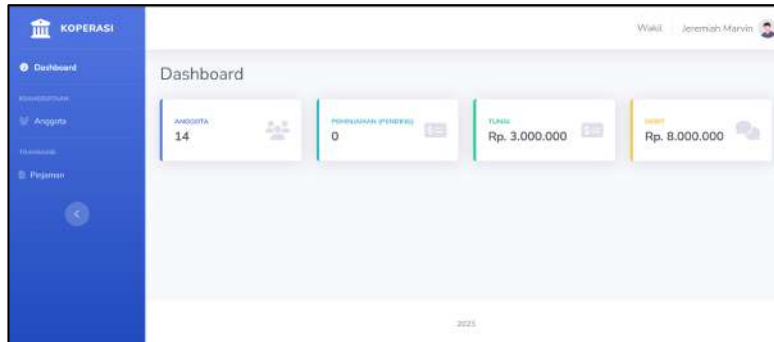 KOPERASI
Wakil
Jeremiah Marvin
Dashboard
Dashboard
Anggota
ANGGOTA
14
PEMINJAMAN (PENDING)
0
TUNAI
Rp. 3.000.000
DEBIT
Rp. 8.000.000
Pinjaman
2025